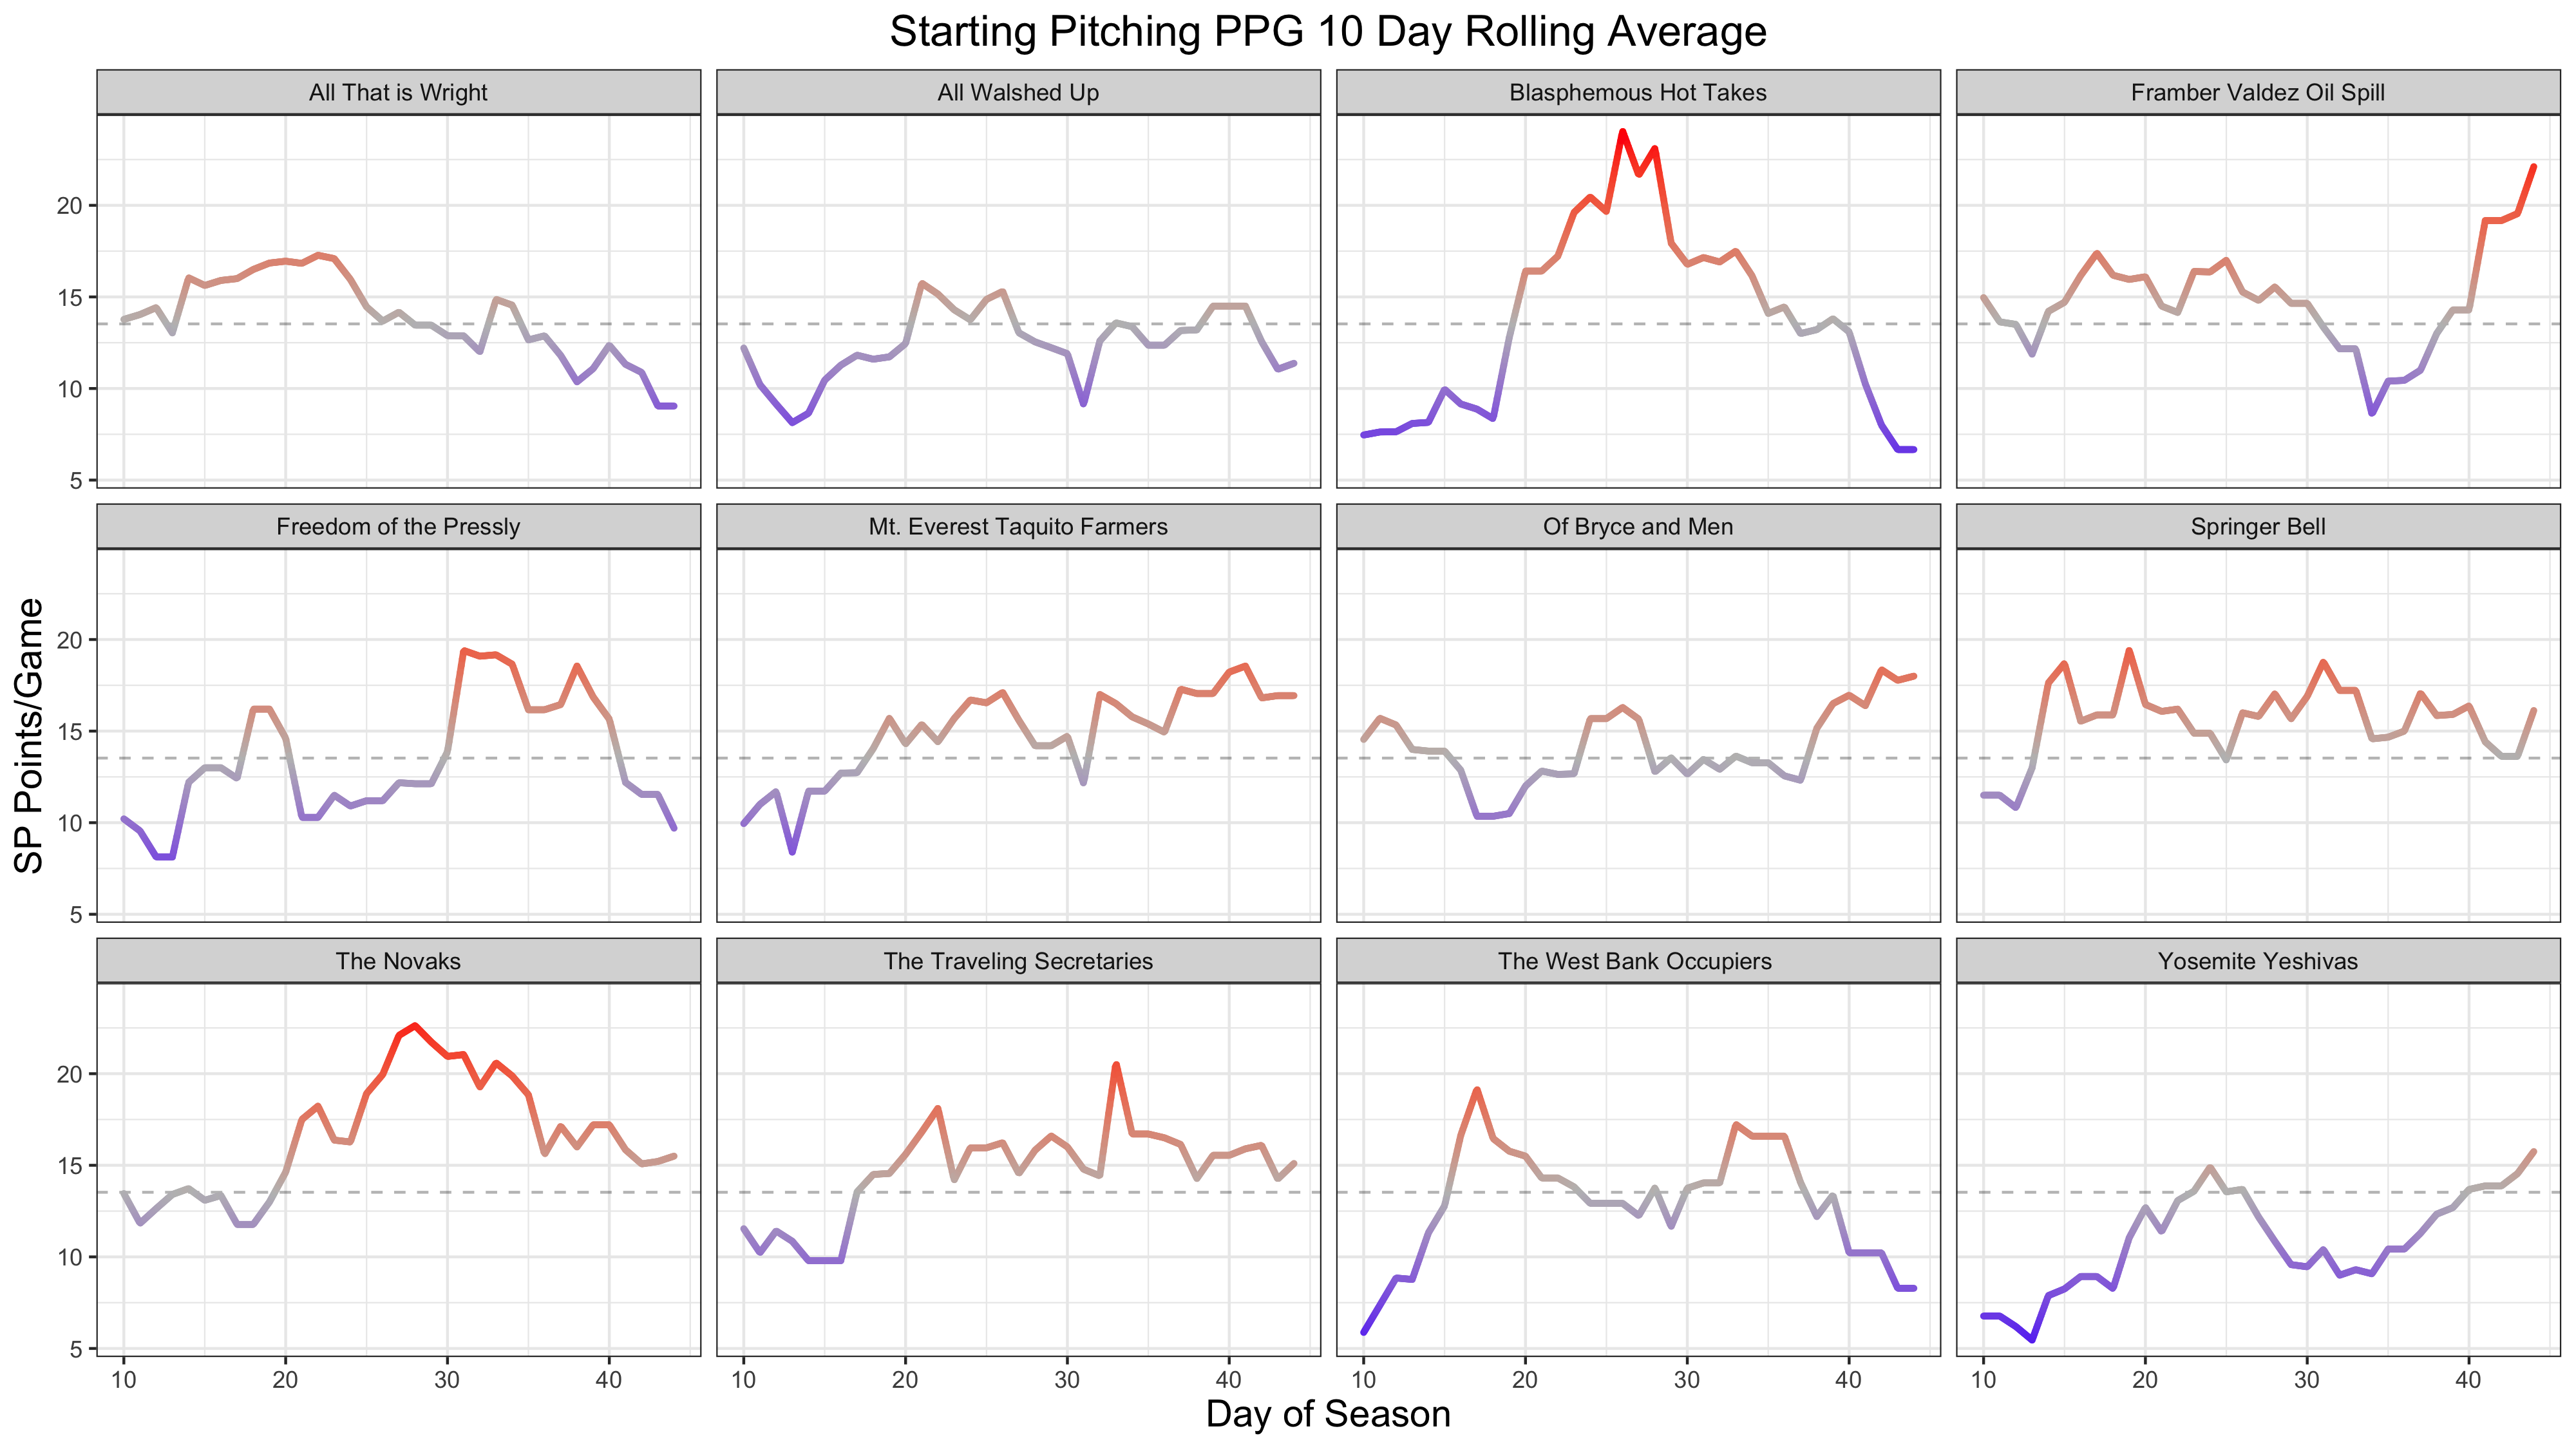 Starting Pitching PPG 10 Day Rolling Average
All That is Wright
All Walshed Up
Blasphemous Hot Takes
Framber Valdez Oil Spill
20
15
10
5
Freedom of the Pressly
Mt. Everest Taquito Farmers
Of Bryce and Men
Springer Bell
20
15
10
5
SP Points/Game
The Novaks
The Traveling Secretaries
The West Bank Occupiers
Yosemite Yeshivas
20
15
10
5
10 20 30 40
10 20 30 40
10 20 30 40
10 20 30 40
Day of Season